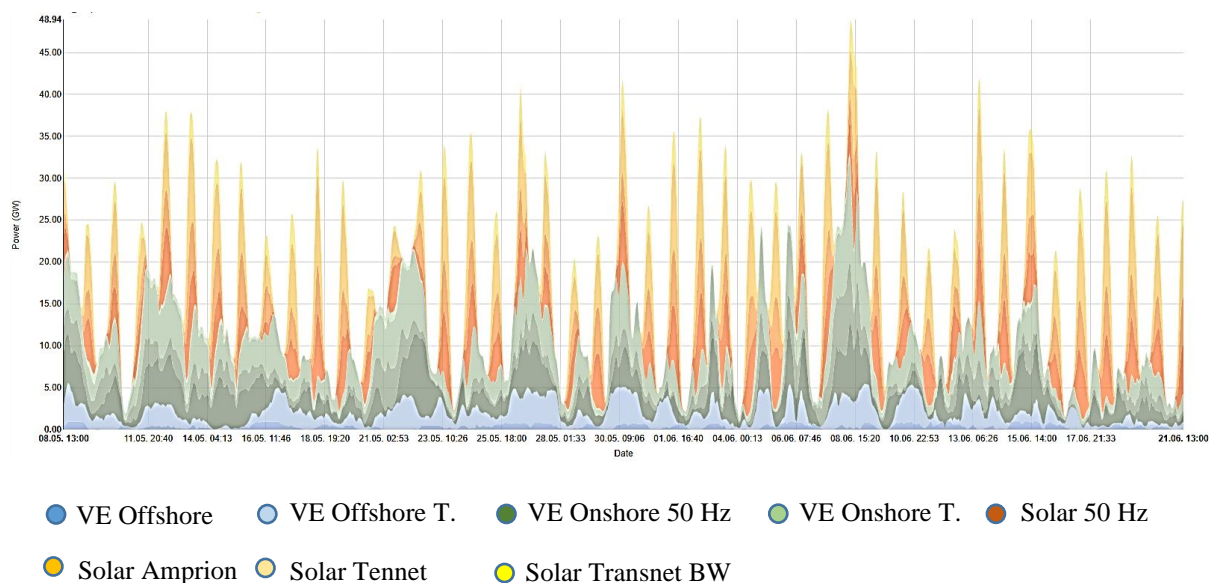 48.94
45.00
40.00
35.00
30.00
25.00
20.00
15.00
10.00
5.00
0.00
Power (GW)
08.05. 13:00 11.05. 20:40 14.05. 04:13 16.05. 11:46 18.05. 19:20 21.05. 02:53 23.05. 10:26 25.05. 18:00 28.05. 01:33 30.05. 09:06 01.06. 16:40 04.06. 00:13 06.06. 07:46 08.06. 15:20 10.06. 22:53 13.06. 06:26 15.06. 14:00 17.06. 21:33 21.06. 13:00
Date
VE Offshore VE Offshore T. VE Onshore 50 Hz VE Onshore T. Solar 50 Hz
Solar Amprion Solar Tennet Solar Transnet BW